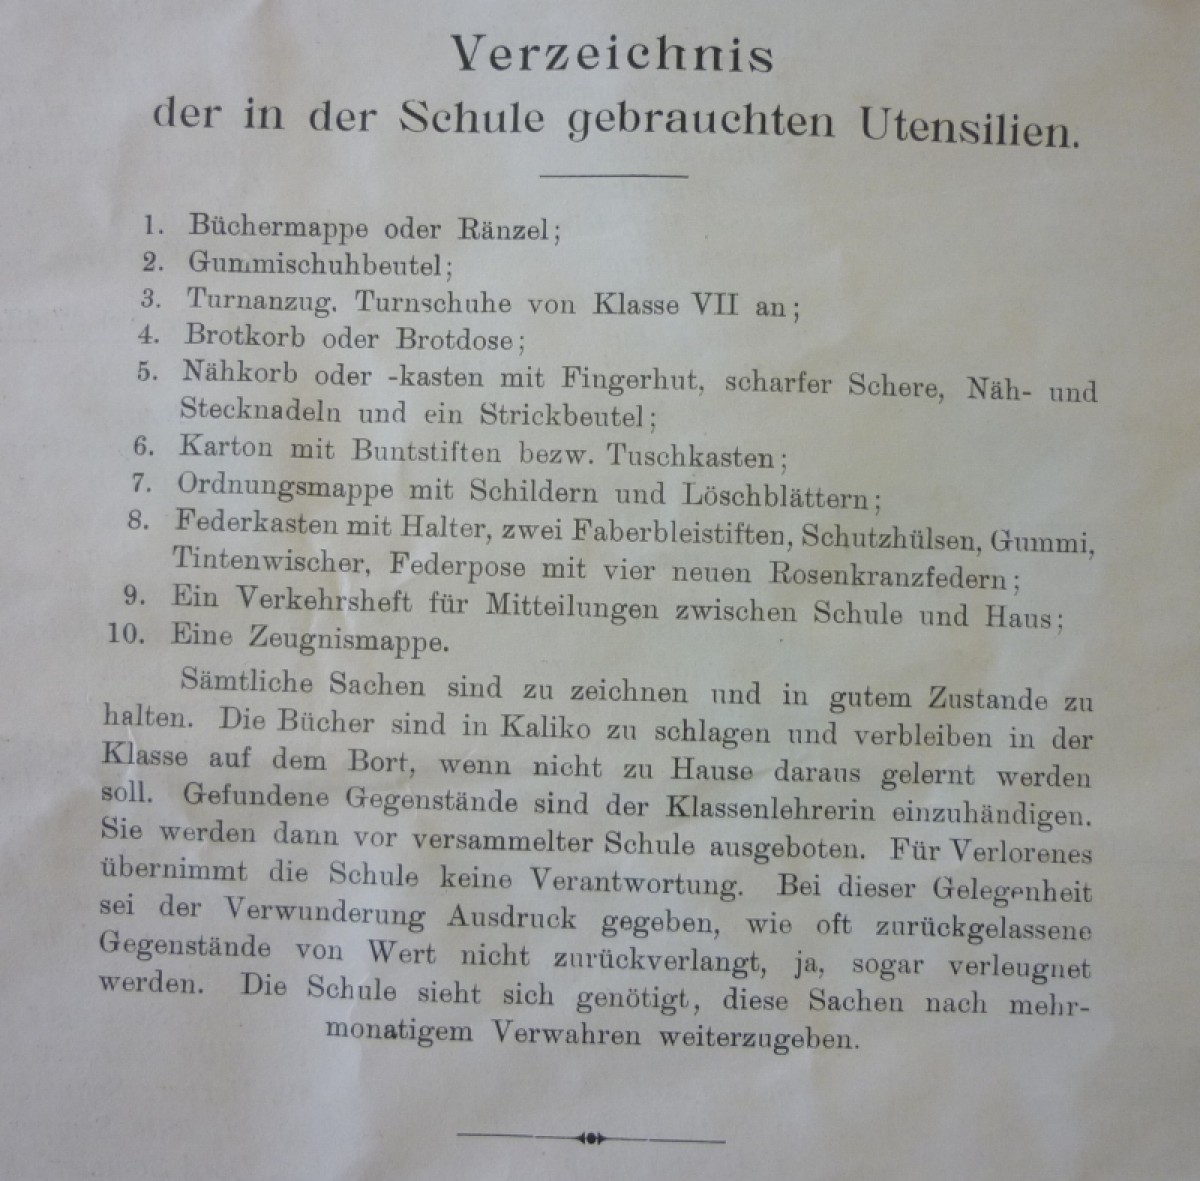 Verzeichnis
der in der Schule gebrauchten Utensilien.
1. Büchermappe oder Ränzel;
2. Gummischuhbeutel;
3. Turnanzug, Turnschuhe von Klasse VII an;
4. Brotkorb oder Brotdose;
5. Nähkorb oder -kasten mit Fingerhut, scharfer Schere, Näh- und
Stecknadeln und ein Strickbeutel;
6. Karton mit Buntstiften bezw. Tuschkasten;
7. Ordnungsmappe mit Schildern und Löschblättern;
8. Federkasten mit Halter, zwei Faberbleistiften, Schutzhülsen, Gummi,
Tintenwischer, Federpose mit vier neuen Rosenkranzfedern;
9. Ein Verkehrsheft für Mitteilungen zwischen Schule und Haus;
10. Eine Zeugnismappe.
Sämtliche Sachen sind zu zeichnen und in gutem Zustande zu
halten. Die Bücher sind in Kaliko zu schlagen und verbleiben in der
Klasse auf dem Bort, wenn nicht zu Hause daraus gelernt werden
soll. Gefundene Gegenstände sind der Klassenlehrerin einzuhändigen.
Sie werden dann vor versammelter Schule ausgeboten. Für Verlorenes
übernimmt die Schule keine Verantwortung. Bei dieser Gelegenheit
sei der Verwunderung Ausdruck gegeben, wie oft zurückgelassene
Gegenstände von Wert nicht zurückverlangt, ja, sogar verleugnet
werden. Die Schule sieht sich genötigt, diese Sachen nach mehr-
monatigem Verwahren weiterzugeben.